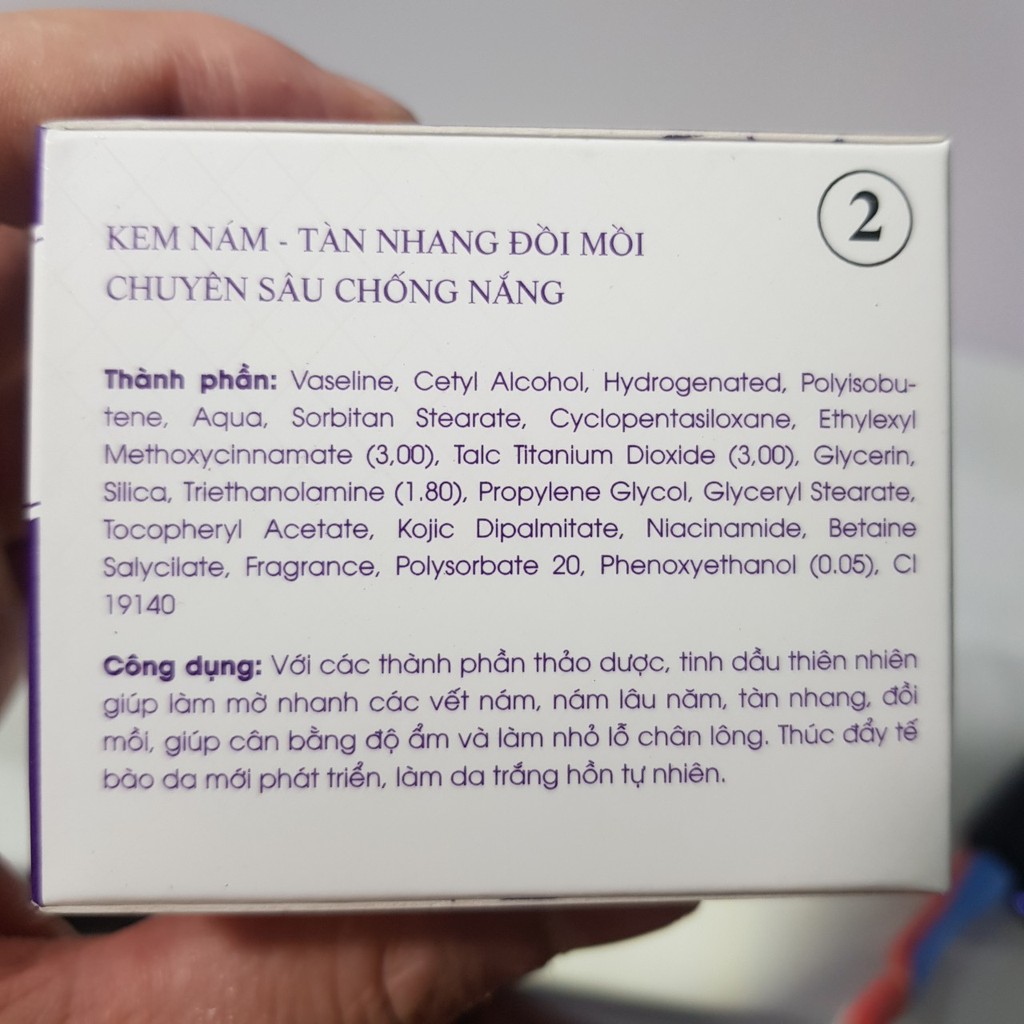 2
KEM NÁM - TÀN NHANG ĐỒI MỒI
CHUYÊN SÂU CHỐNG NẮNG
Thành phần: Vaseline, Cetyl Alcohol, Hydrogenated, Polyisobu-
tene, Aqua, Sorbitan Stearate, Cyclopentasiloxane, Ethylexyl
Methoxycinnamate (3,00), Talc Titanium Dioxide (3,00), Glycerin,
Silica, Triethanolamine (1.80), Propylene Glycol, Glyceryl Stearate,
Tocopheryl Acetate, Kojic Dipalmitate, Niacinamide, Betaine
Salycilate, Fragrance, Polysorbate 20, Phenoxyethanol (0.05), CI
19140
Công dụng: Với các thành phần thảo dược, tinh dầu thiên nhiên
giúp làm mờ nhanh các vết nám, nám lâu năm, tàn nhang, đồi
mồi, giúp cân bằng độ ẩm và làm nhỏ lỗ chân lông. Thúc đẩy tế
bào da mới phát triển, làm da trắng hồn tự nhiên.